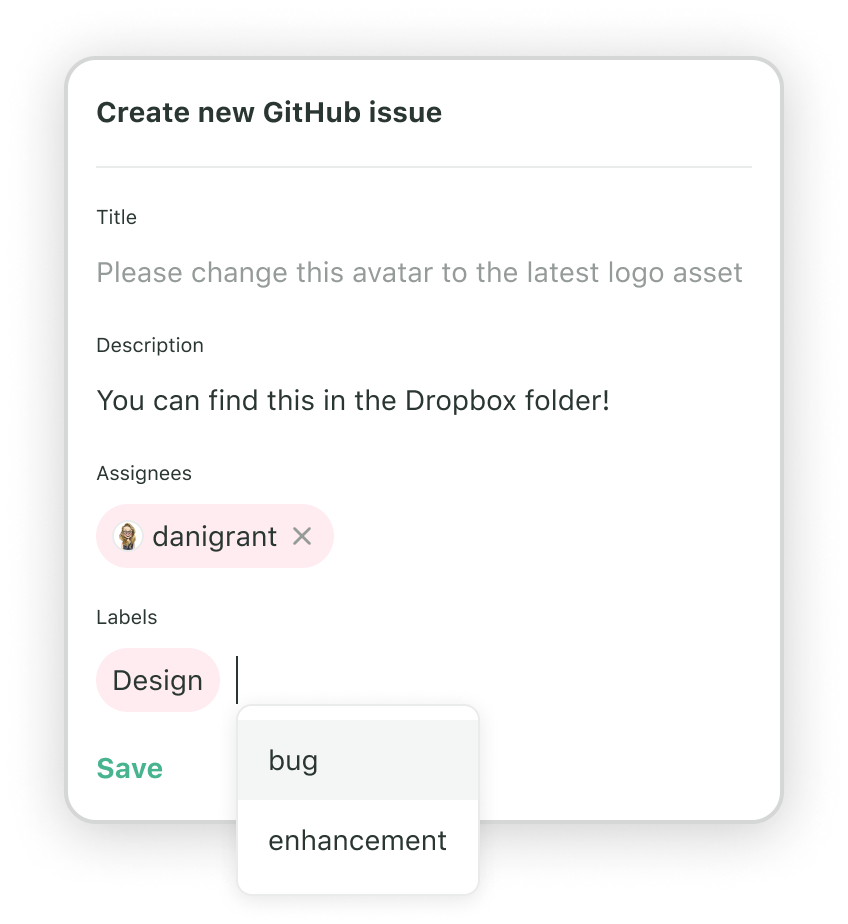 Create new GitHub issue
Title
Please change this avatar to the latest logo asset
Description
You can find this in the Dropbox folder!
Assignees
danigrant
Labels
Design
Save
bug
enhancement